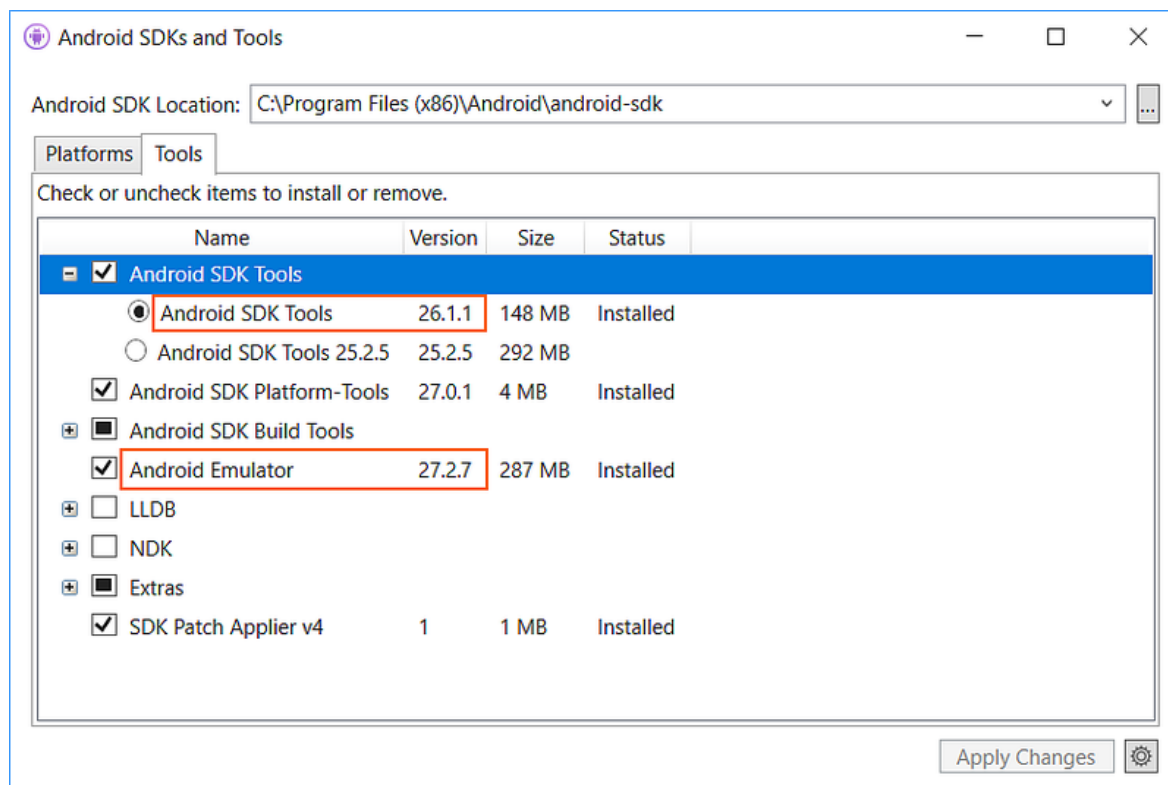 Android SDKs and Tools
Android SDK Location: C:\Program Files (x86)\Android\android-sdk ...
Platforms Tools
Check or uncheck items to install or remove.
Name Version Size Status
Android SDK Tools
Android SDK Tools 26.1.1 148 MB Installed
Android SDK Tools 25.2.5 25.2.5 292 MB
Android SDK Platform-Tools 27.0.1 4 MB Installed
Android SDK Build Tools
Android Emulator 27.2.7 287 MB Installed
LLDB
NDK
Extras
SDK Patch Applier v4 1 1 MB Installed
Apply Changes